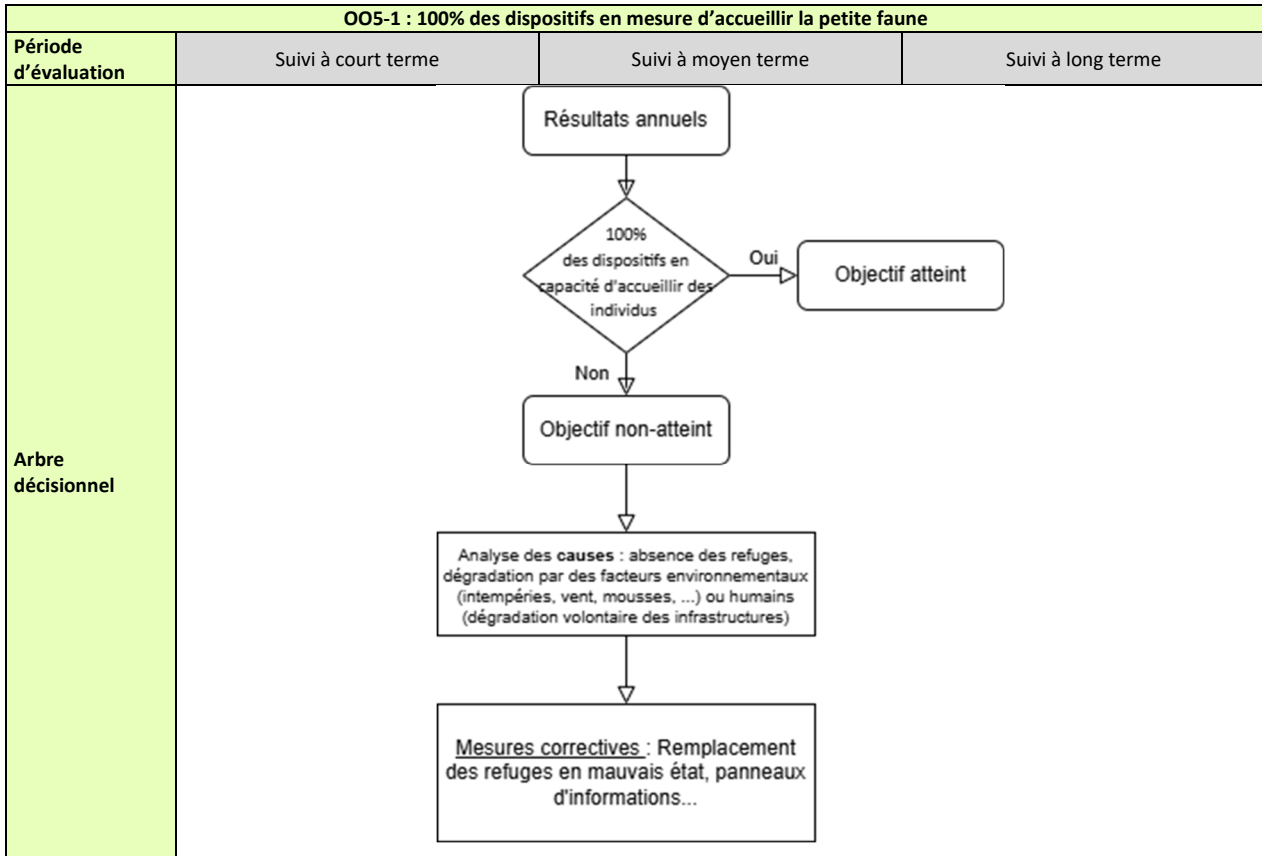 OO5-1 : 100% des dispositifs en mesure d’accueillir la petite faune
Période
d’évaluation
Suivi à court terme
Suivi à moyen terme
Suivi à long terme
Arbre
décisionnel
Résultats annuels
100%
des dispositifs en
capacité d'accueillir des
individus
Oui
Objectif atteint
Non
Objectif non-atteint
Analyse des causes : absence des refuges,
dégradation par des facteurs environnementaux
(intempéries, vent, mousses, ...) ou humains
(dégradation volontaire des infrastructures)
Mesures correctives : Remplacement
des refuges en mauvais état, panneaux
d'informations...